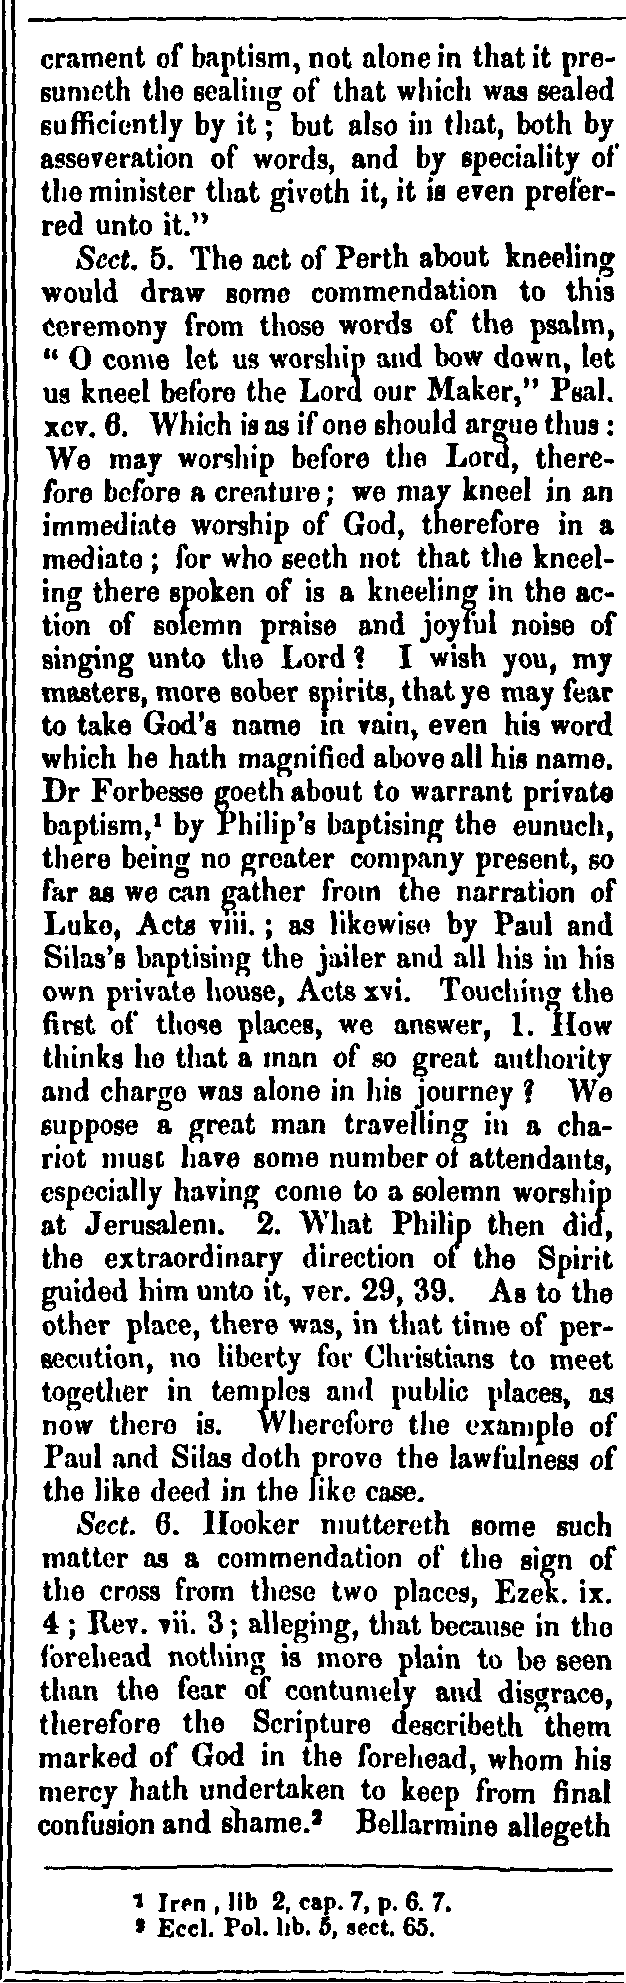 crament of baptism, not alone in that it pre-
sumeth the sealing of that which was sealed
sufficiently by it ; but also in that, both by
asseveration of words, and by speciality of
the minister that giveth it, it is even prefer-
red unto it."
Sect. 5. The act of Perth about kneeling
would draw some commendation to this
ceremony from those words of the psalm,
" O come let us worship and bow down, let
us kneel before the Lord our Maker," Psal.
xcv. 6. Which is as if one should argue thus :
We may worship before the Lord, there-
fore before a creature ; we may kneel in an
immediate worship of God, therefore in a
mediate ; for who seeth not that the kneel-
ing there spoken of is a kneeling in the ac-
tion of solemn praise and joyful noise of
singing unto the Lord ? I wish you, my
masters, more sober spirits, that ye may fear
to take God's name in vain, even his word
which he hath magnified above all his name.
Dr Forbesse goeth about to warrant private
baptism,¹ by Philip's baptising the eunuch,
there being no greater company present, so
far as we can gather from the narration of
Luke, Acts viii. ; as likewise by Paul and
Silas's baptising the jailer and all his in his
own private house, Acts xvi. Touching the
first of those places, we answer, 1. How
thinks he that a man of so great authority
and charge was alone in his journey ? We
suppose a great man travelling in a cha-
riot must have some number of attendants,
especially having come to a solemn worship
at Jerusalem. 2. What Philip then did,
the extraordinary direction of the Spirit
guided him unto it, ver. 29, 39. As to the
other place, there was, in that time of per-
secution, no liberty for Christians to meet
together in temples and public places, as
now there is. Wherefore the example of
Paul and Silas doth prove the lawfulness of
the like deed in the like case.
Sect. 6. Hooker muttereth some such
matter as a commendation of the sign of
the cross from these two places, Ezek. ix.
4 ; Rev. vii. 3 ; alleging, that because in the
forehead nothing is more plain to be seen
than the fear of contumely and disgrace,
therefore the Scripture describeth them
marked of God in the forehead, whom his
mercy hath undertaken to keep from final
confusion and shame.² Bellarmine allegeth
¹ Iren , lib 2, cap. 7, p. 6. 7.
² Eccl. Pol. lib. 5, sect. 65.